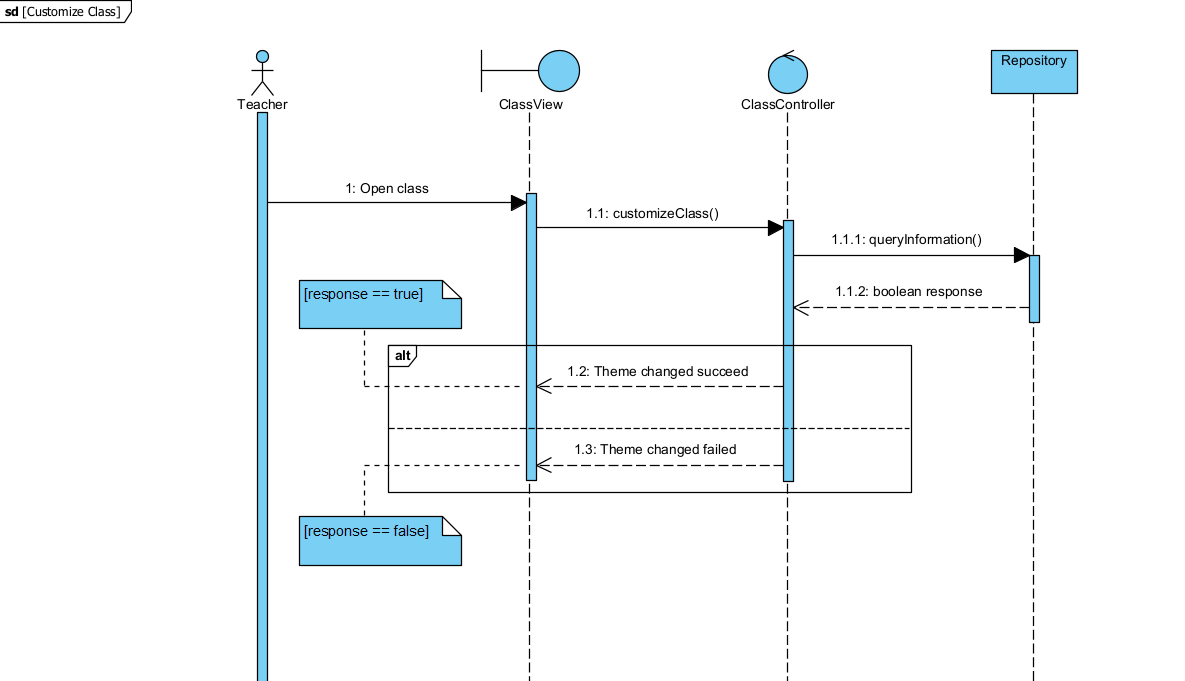 sd [Customize Class]
Teacher
ClassView
ClassController
Repository
1: Open class
1.1: customizeClass()
1.1.1: queryInformation()
1.1.2: boolean response
[response == true]
alt
1.2: Theme changed succeed
1.3: Theme changed failed
[response == false]